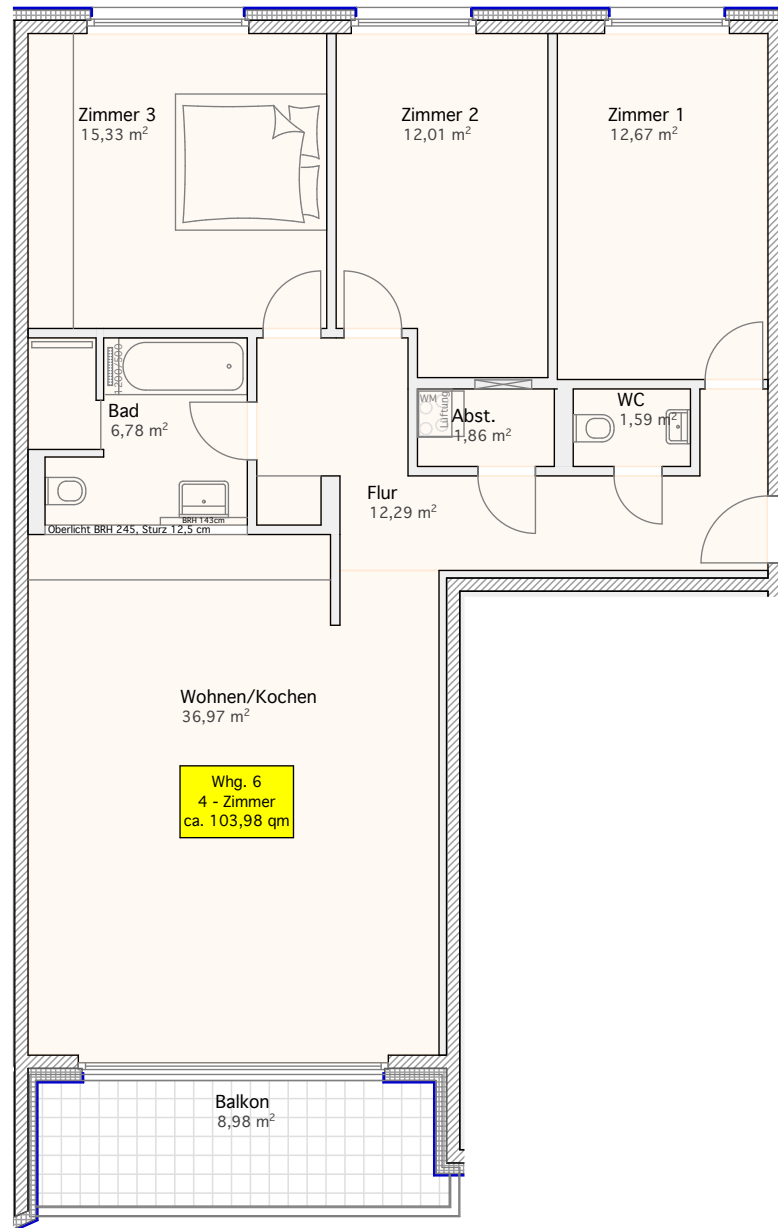 Zimmer 3
15,33 m²
Zimmer 2
12,01 m²
Zimmer 1
12,67 m²
1200/500
Bad
6,78 m²
WM
Lüftung
Abst.
1,86 m²
WC
1,59 m²
Flur
12,29 m²
BRH 143cm
Oberlicht BRH 245, Sturz 12,5 cm
Wohnen/Kochen
36,97 m²
Whg. 6
4 - Zimmer
ca. 103,98 qm
Balkon
8,98 m²